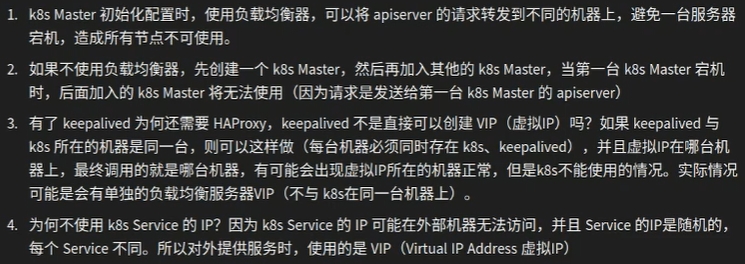 1. k8s Master 初始化配置时，使用负载均衡器，可以将 apiserver 的请求转发到不同的机器上，避免一台服务器
宕机，造成所有节点不可使用。
2. 如果不使用负载均衡器，先创建一个 k8s Master，然后再加入其他的 k8s Master，当第一台 k8s Master 宕机
时，后面加入的 k8s Master 将无法使用（因为请求是发送给第一台 k8s Master 的 apiserver）
3. 有了 keepalived 为何还需要 HAProxy，keepalived 不是直接可以创建 VIP（虚拟IP）吗？如果 keepalived 与
k8s 所在的机器是同一台，则可以这样做（每台机器必须同时存在 k8s、keepalived），并且虚拟IP在哪台机
器上，最终调用的就是哪台机器，有可能会出现虚拟IP所在的机器正常，但是k8s不能使用的情况。实际情况
可能是会有单独的负载均衡服务器VIP（不与 k8s在同一台机器上）。
4. 为何不使用 k8s Service 的 IP？因为 k8s Service 的 IP 可能在外部机器无法访问，并且 Service 的IP是随机的，
每个 Service 不同。所以对外提供服务时，使用的是 VIP（Virtual IP Address 虚拟IP）